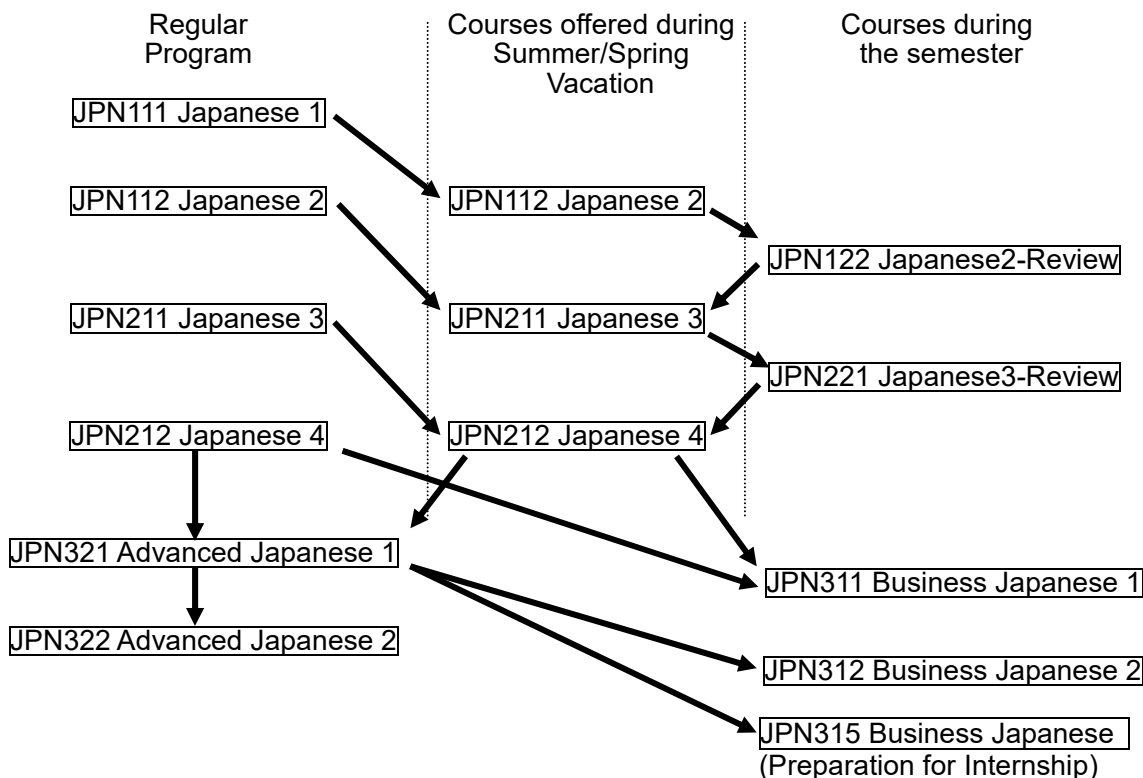 Regular
Program
Courses offered during
Summer/Spring
Vacation
Courses during
the semester
JPN111 Japanese 1
JPN112 Japanese 2
JPN112 Japanese 2
JPN122 Japanese2-Review
JPN211 Japanese 3
JPN211 Japanese 3
JPN221 Japanese3-Review
JPN212 Japanese 4
JPN212 Japanese 4
JPN321 Advanced Japanese 1
JPN311 Business Japanese 1
JPN322 Advanced Japanese 2
JPN312 Business Japanese 2
JPN315 Business Japanese
(Preparation for Internship)